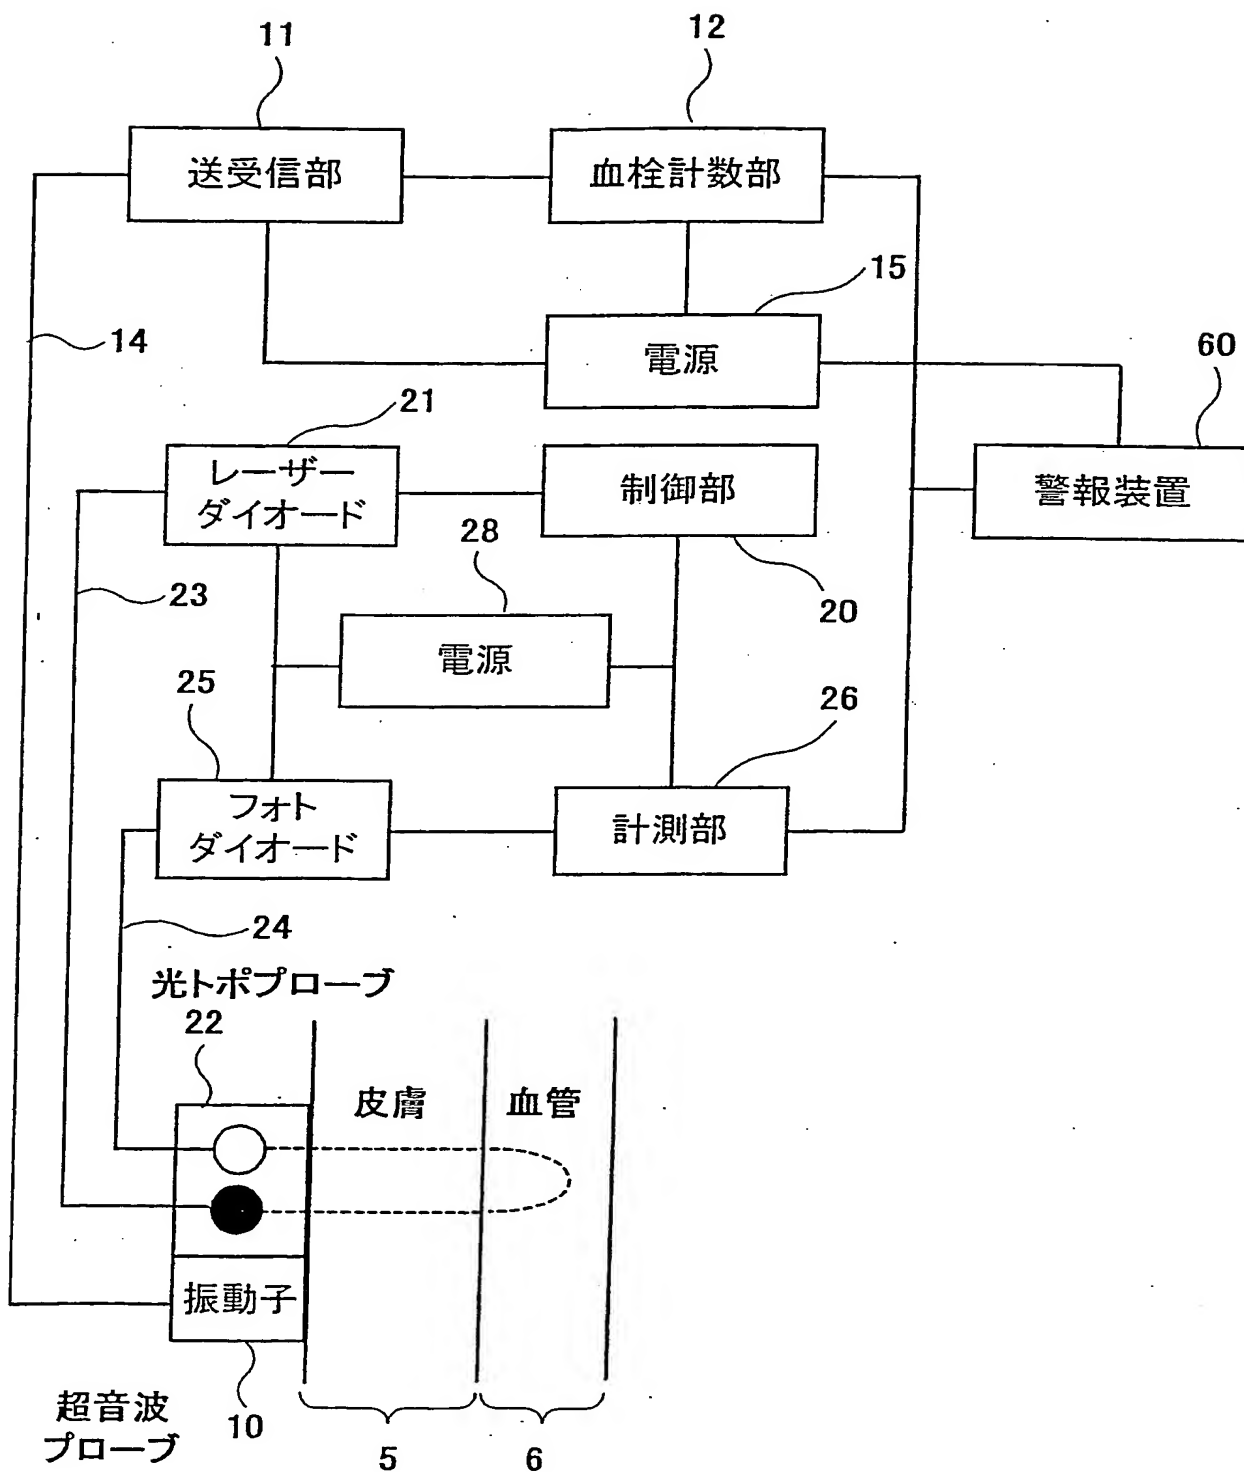 11
12
送受信部
血栓計数部
15
14
電源
60
21
レーザー
ダイオード
制御部
警報装置
28
23
20
電源
25
26
フォト
ダイオード
計測部
24
光トポプローブ
22
皮膚
血管
振動子
超音波
プローブ
10
5
6